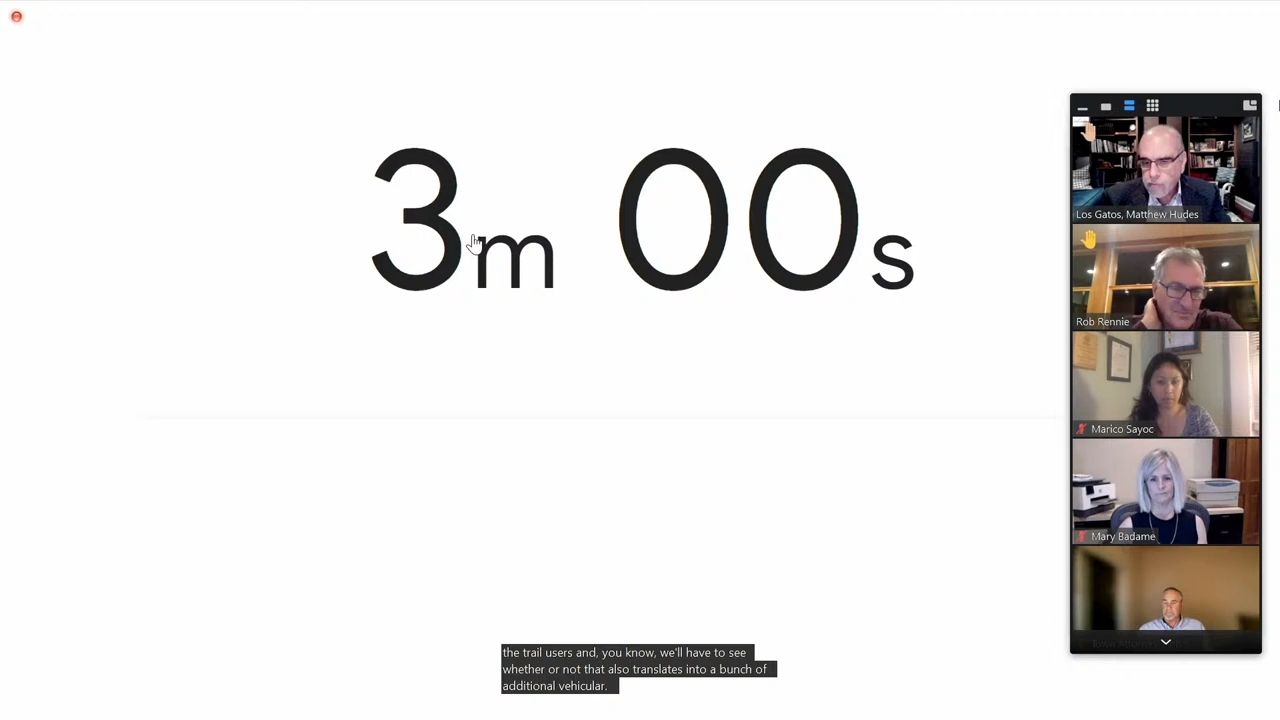 3m 00s
Los Gatos, Matthew Hudes
Rob Rennie
Marico Sayoc
Mary Badame
the trail users and, you know, we'll have to see
whether or not that also translates into a bunch of
additional vehicular.